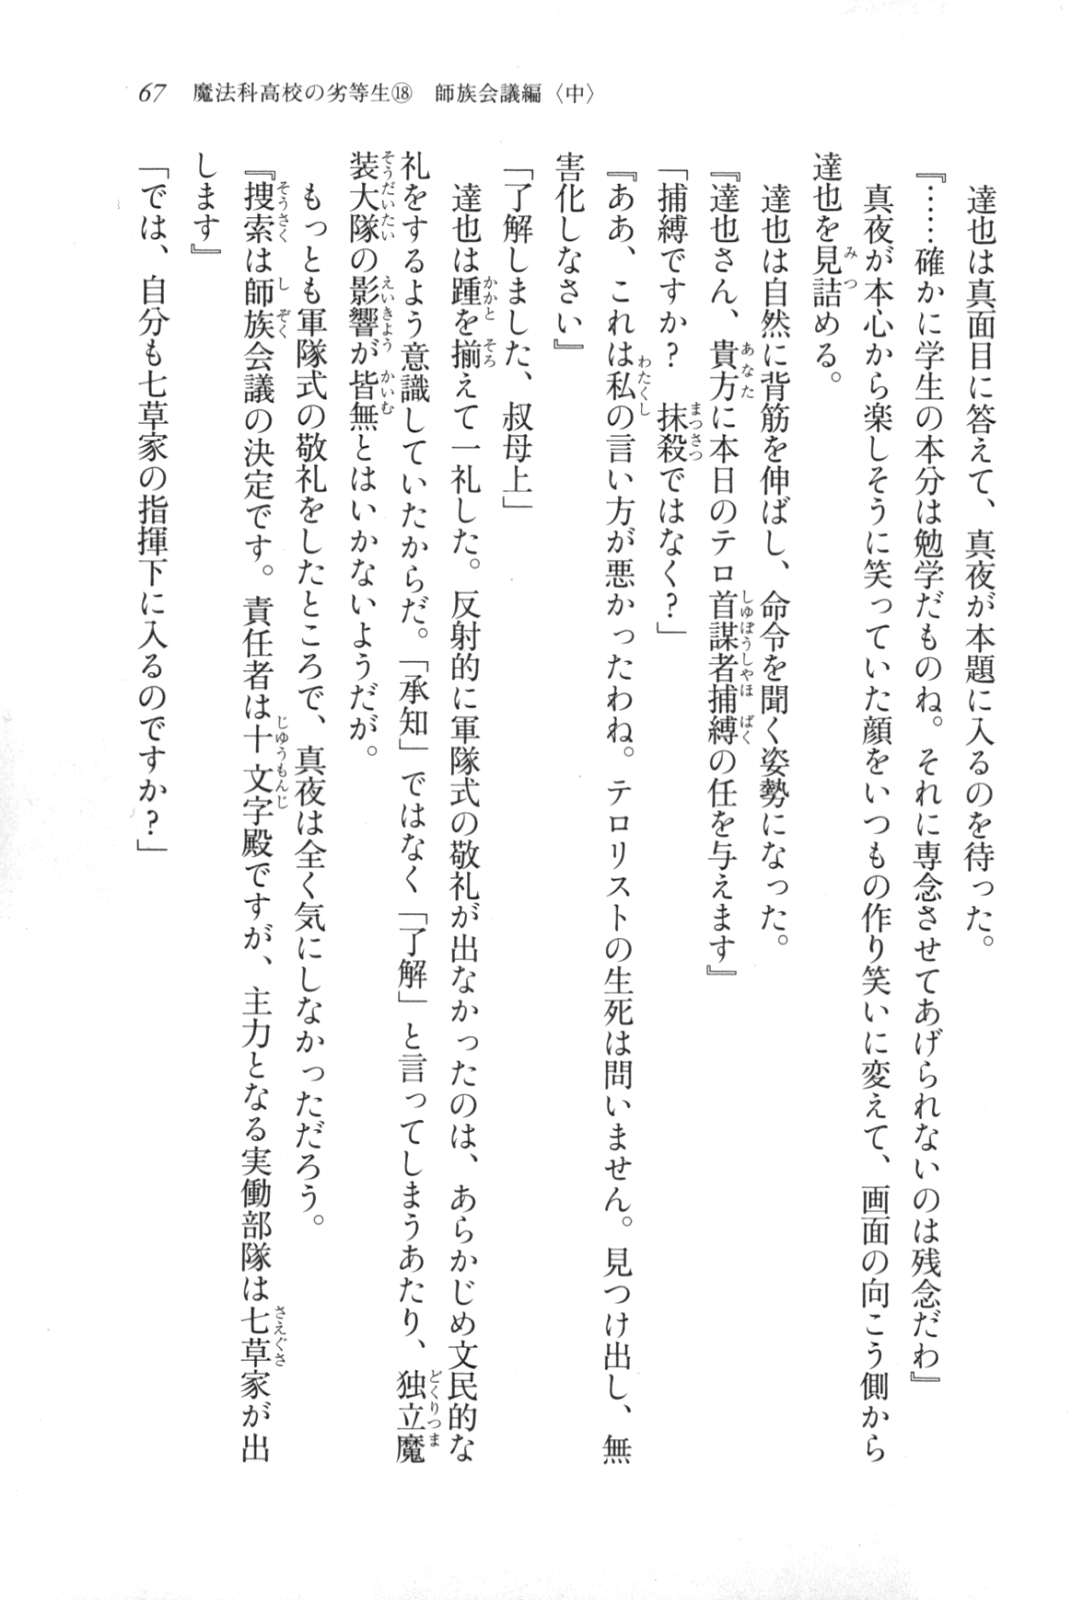 67 魔法科高校の劣等生⑱ 師族会議編〈中〉
　達也は真面目に答えて、真夜が本題に入るのを待った。
『……確かに学生の本分は勉学だものね。それに専念させてあげられないのは残念だわ』
　真夜が本心から楽しそうに笑っていた顔をいつもの作り笑いに変えて、画面の向こう側から
達也を見詰める。
　達也は自然に背筋を伸ばし、命令を聞く姿勢になった。
『達也さん、貴方に本日のテロ首謀者捕縛の任を与えます』
「捕縛ですか？　抹殺ではなく？」
『ああ、これは私の言い方が悪かったわね。テロリストの生死は問いません。見つけ出し、無
害化しなさい』
「了解しました、叔母上」
　達也は踵を揃えて一礼した。反射的に軍隊式の敬礼が出なかったのは、あらかじめ文民的な
礼をするよう意識していたからだ。「承知」ではなく「了解」と言ってしまうあたり、独立魔
装大隊の影響が皆無とはいかないようだが。
　もっとも軍隊式の敬礼をしたところで、真夜は全く気にしなかっただろう。
『捜索は師族会議の決定です。責任者は十文字殿ですが、主力となる実働部隊は七草家が出
します』
「では、自分も七草家の指揮下に入るのですか？」